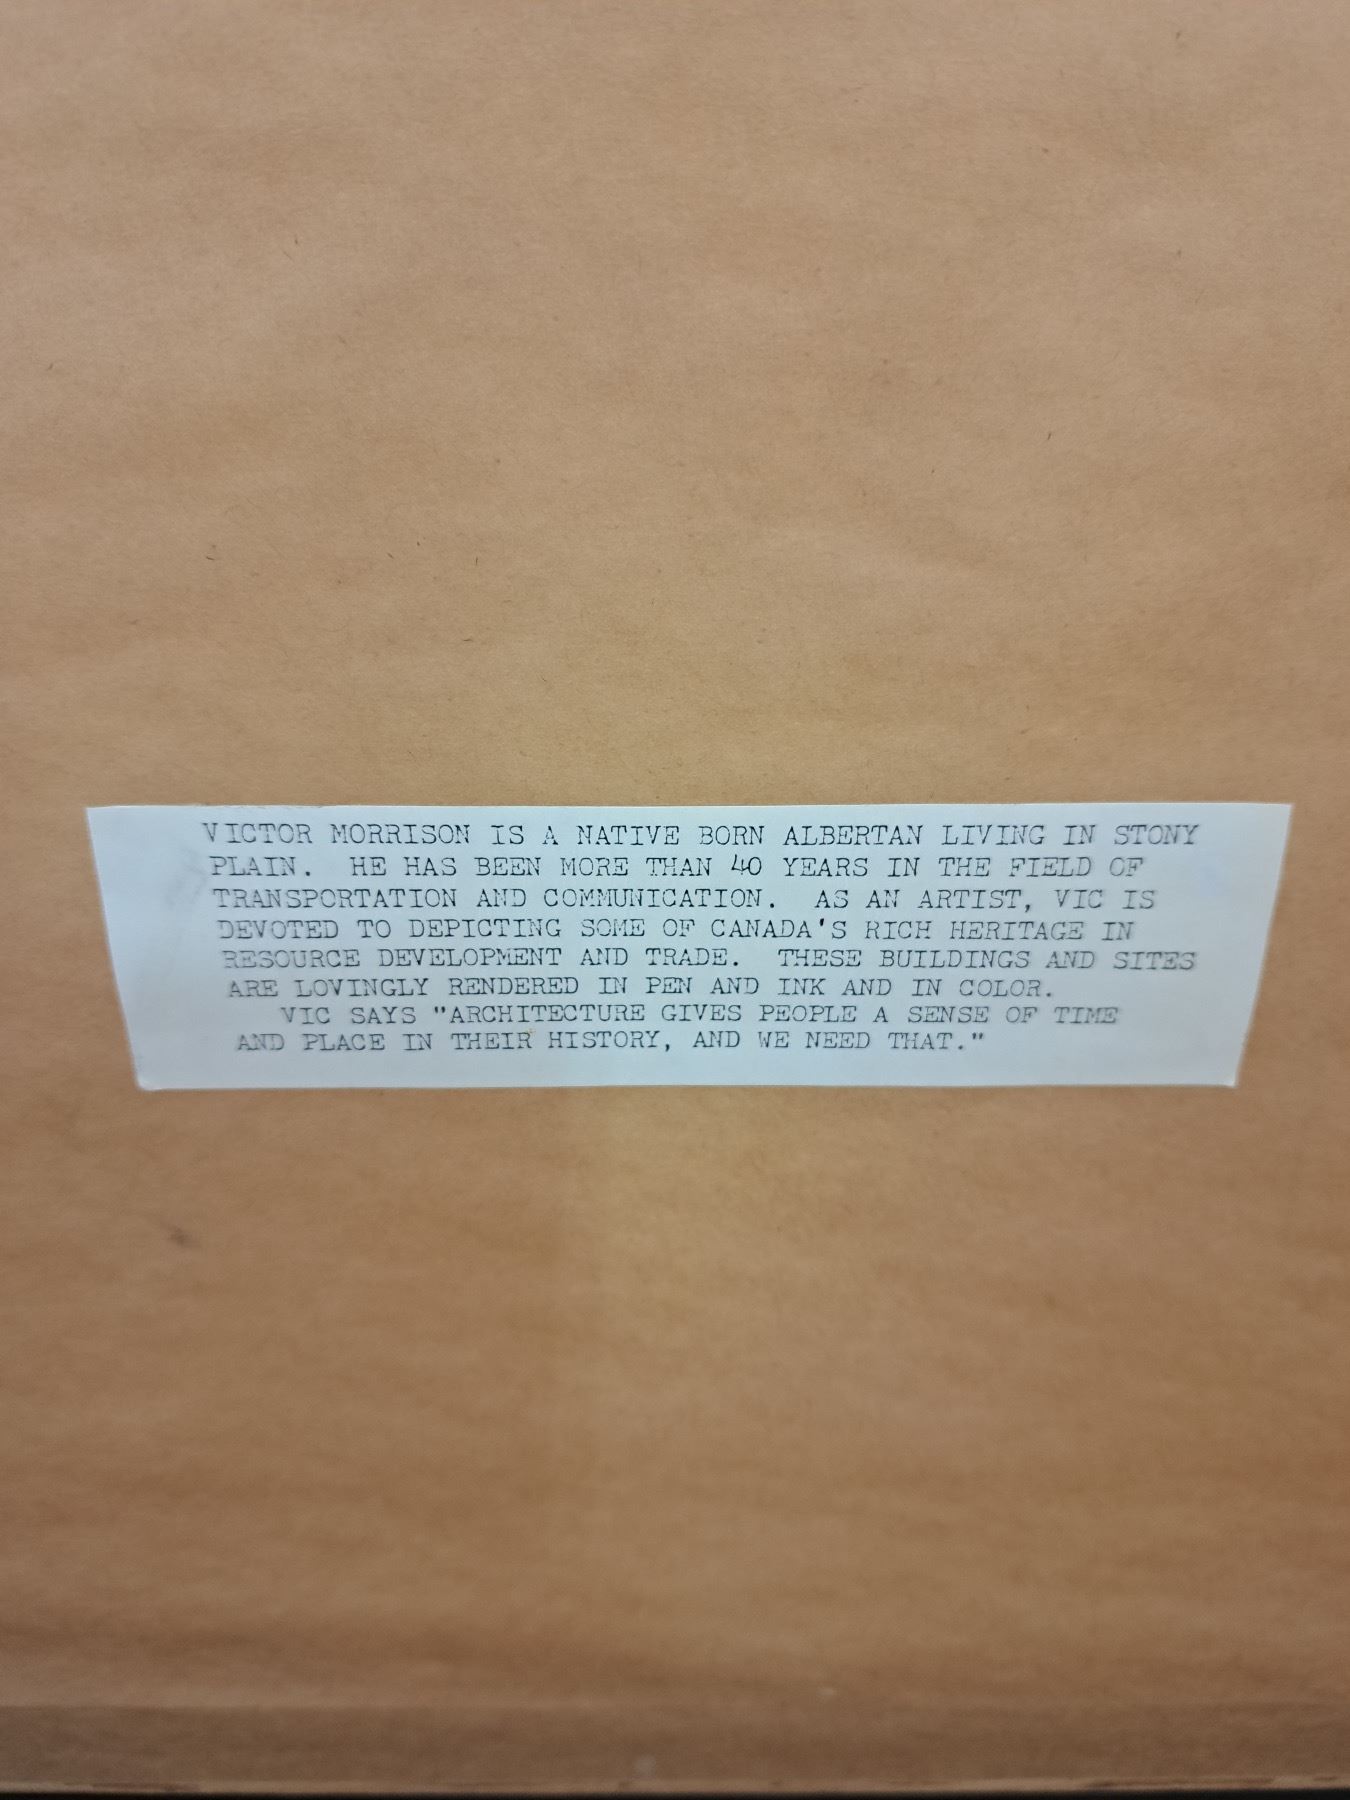 VICTOR MORRISON IS A NATIVE BORN ALBERTAN LIVING IN STONY
PLAIN. HE HAS BEEN MORE THAN 40 YEARS IN THE FIELD OF
TRANSPORTATION AND COMMUNICATION. AS AN ARTIST, VIC IS
DEVOTED TO DEPICTING SOME OF CANADA'S RICH HERITAGE IN
RESOURCE DEVELOPMENT AND TRADE. THESE BUILDINGS AND SITES
ARE LOVINGLY RENDERED IN PEN AND INK AND IN COLOR.
VIC SAYS "ARCHITECTURE GIVES PEOPLE A SENSE OF TIME
AND PLACE IN THEIR HISTORY, AND WE NEED THAT."